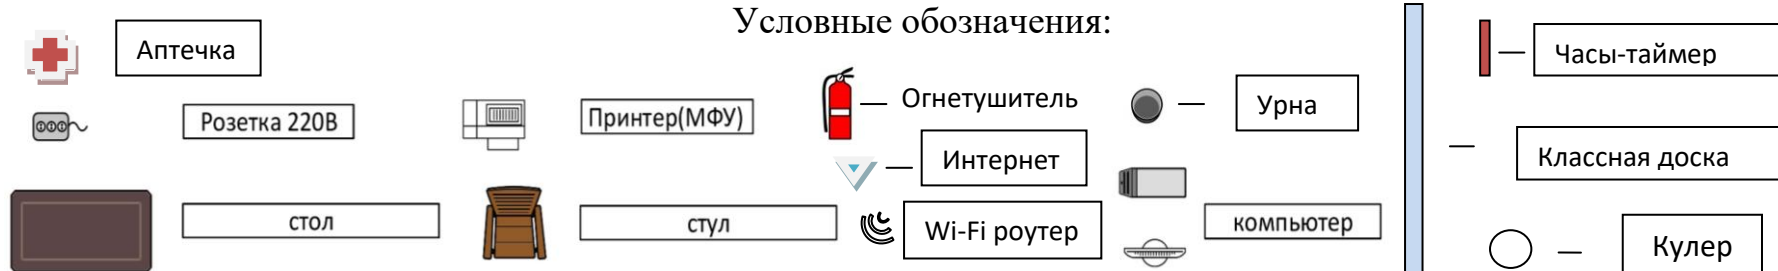 Условные обозначения:
Аптечка
Часы-таймер
Розетка 220В
Принтер(МФУ)
— Огнетушитель
— Урна
— Интернет
— Классная доска
стол
стул
Wi-Fi роутер
компьютер
— Кулер